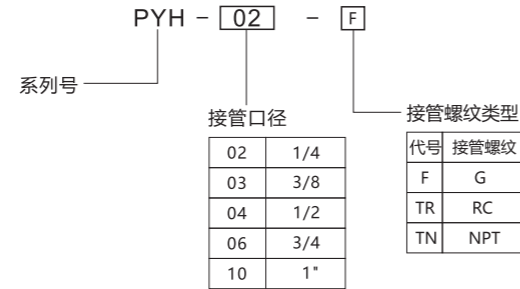 PYH - 02 - F
系列号
接管口径
02 1/4
03 3/8
04 1/2
06 3/4
10 1"
接管螺纹类型
代号 接管螺纹
F G
TR RC
TN NPT